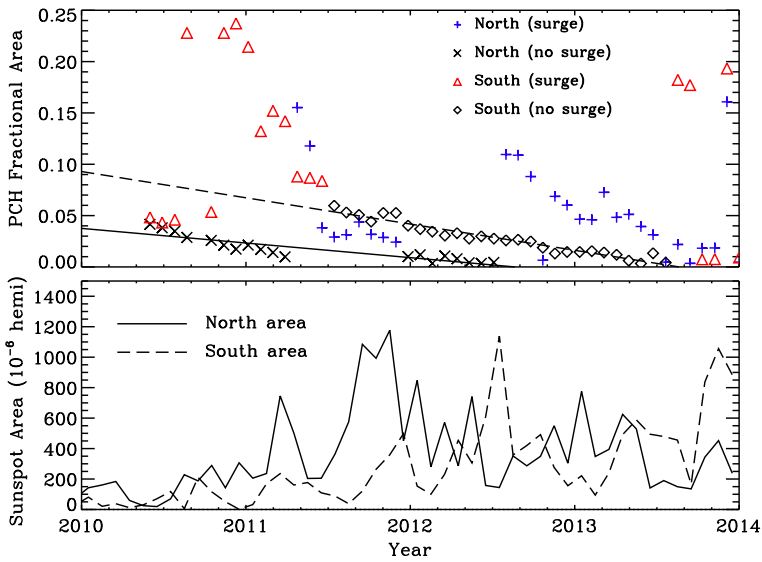 PCH Fractional Area
0.25
0.20
0.15
0.10
0.05
0.00
North (surge)
North (no surge)
South (surge)
South (no surge)
Sunspot Area (10⁻⁶ hemi)
1400
1200
1000
800
600
400
200
0
North area
South area
2010
2011
2012
2013
2014
Year